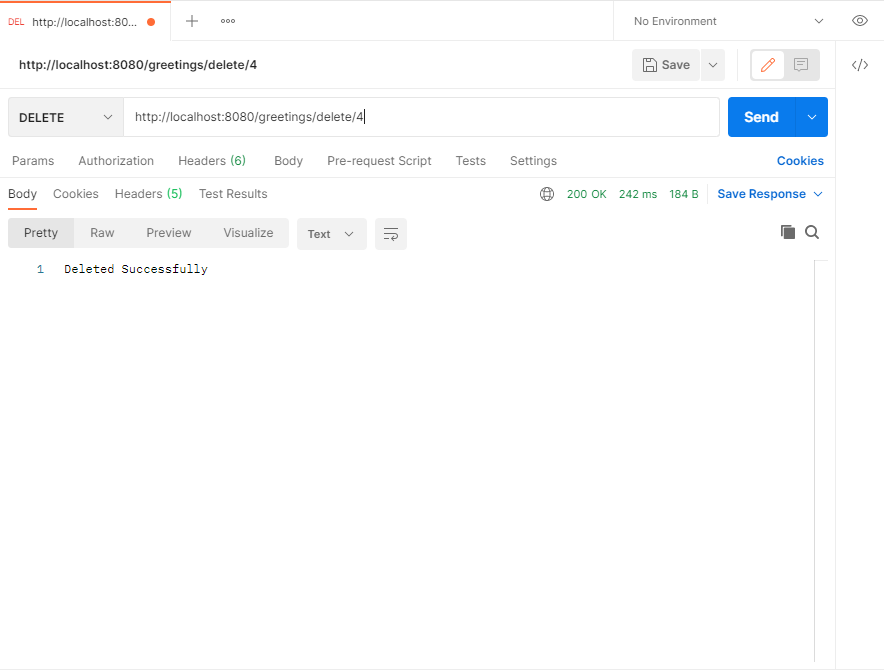 DEL http://localhost:80... No Environment
http://localhost:8080/greetings/delete/4 Save
DELETE http://localhost:8080/greetings/delete/4 Send
Params Authorization Headers (6) Body Pre-request Script Tests Settings Cookies
Body Cookies Headers (5) Test Results 200 OK 242 ms 184 B Save Response
Pretty Raw Preview Visualize Text
1 Deleted Successfully